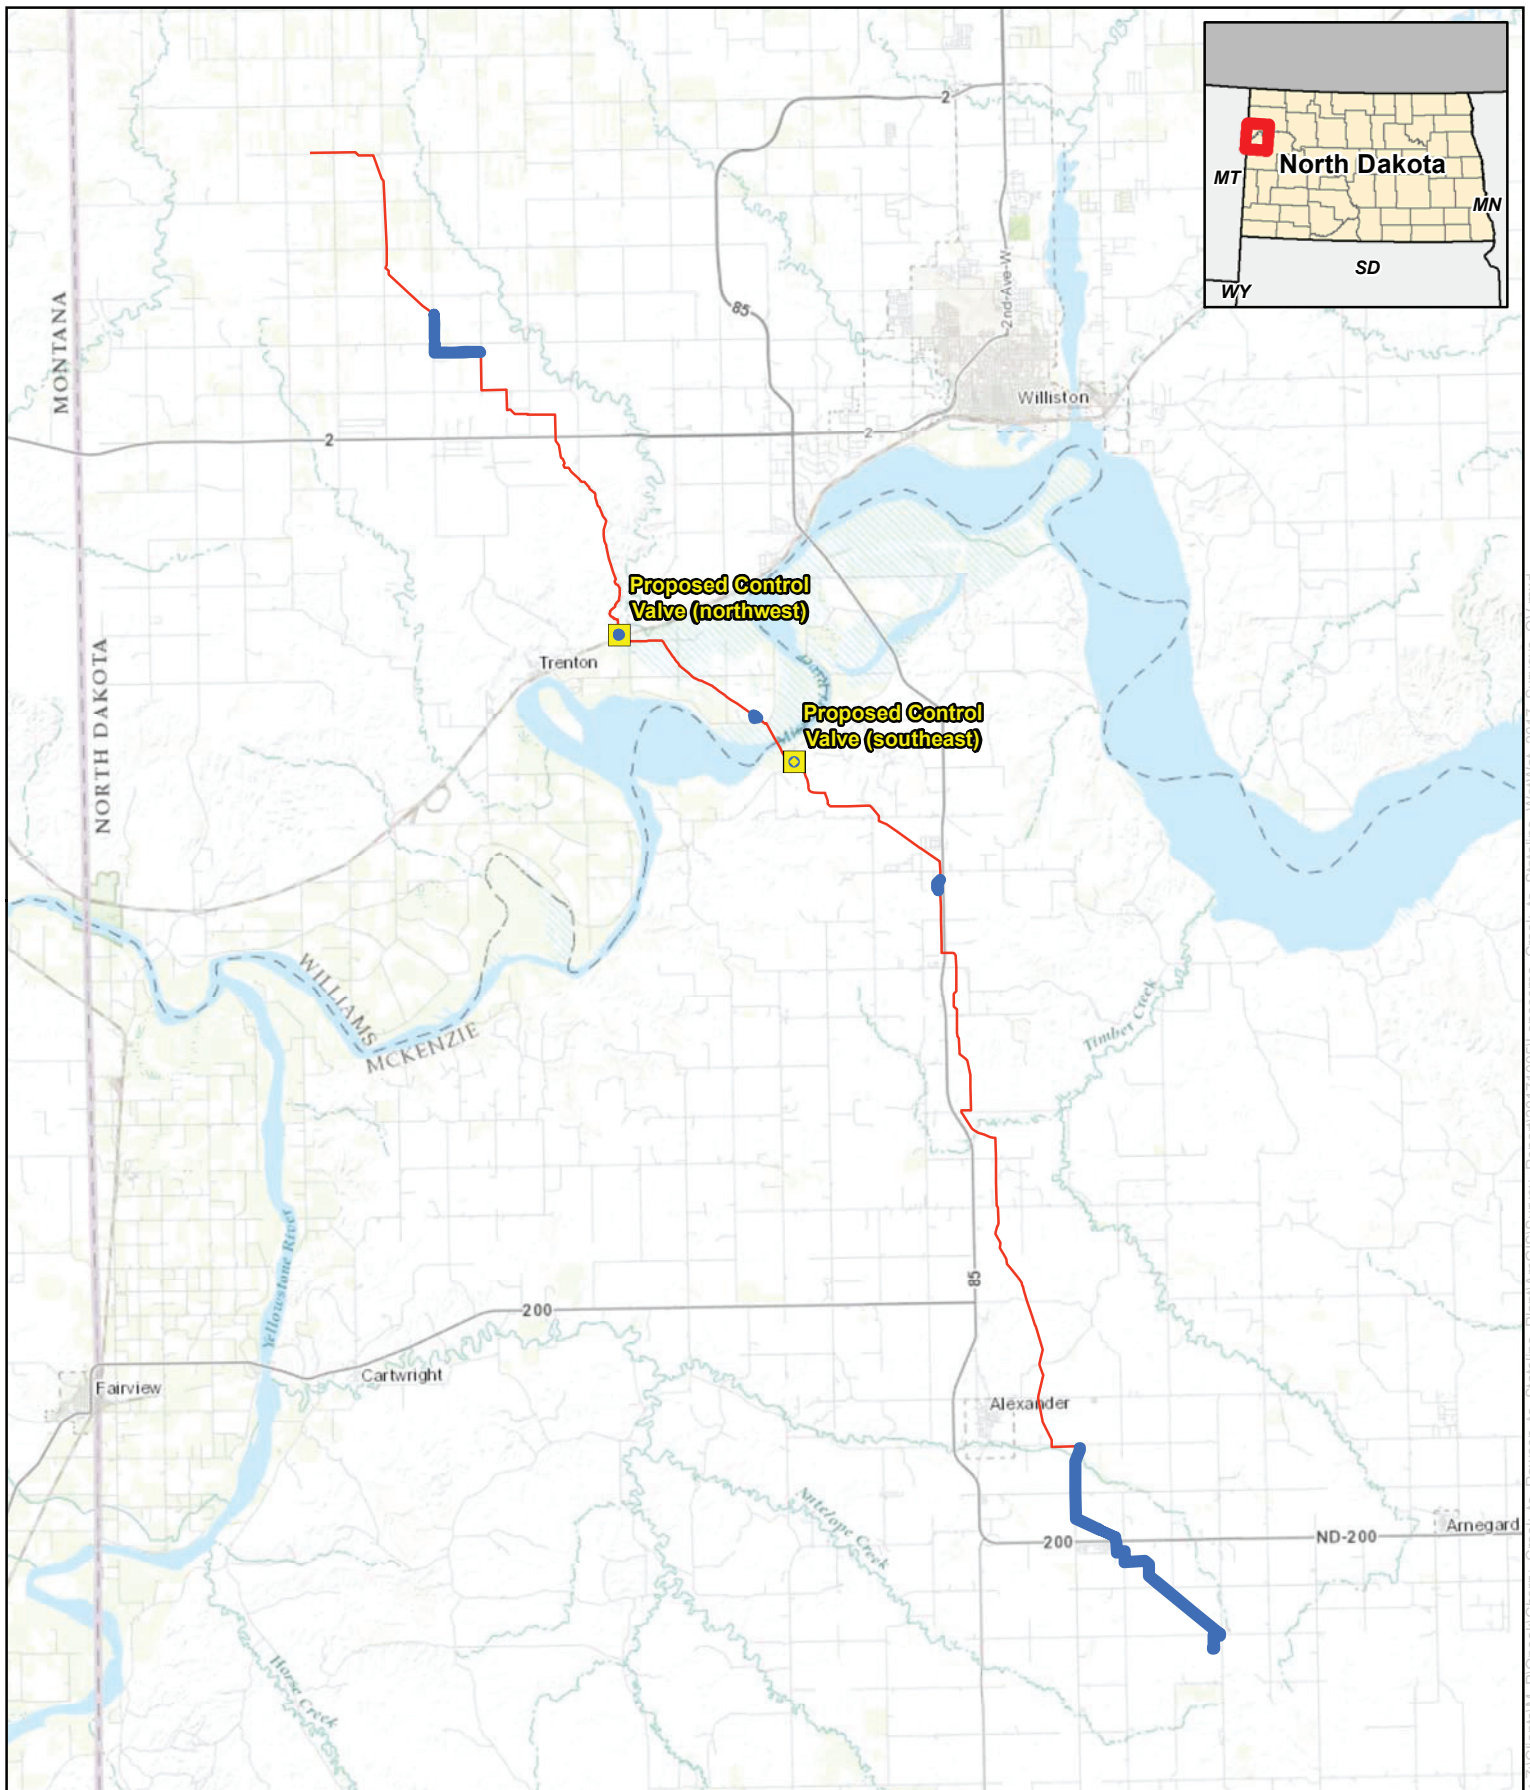 2
North Dakota
MT
MN
SD
WY
85
2nd-Ave-W
MONTANA
Williston
2
2
Proposed Control
Valve (northwest)
NORTH DAKOTA
Trenton
Proposed Control
Valve (southeast)
WILLIAMS
MCKENZIE
Timber Creek
Yellowstone River
85
200
Fairview
Cartwright
Alexander
Antelope Creek
200
ND-200
Arnegard
Horse Creek